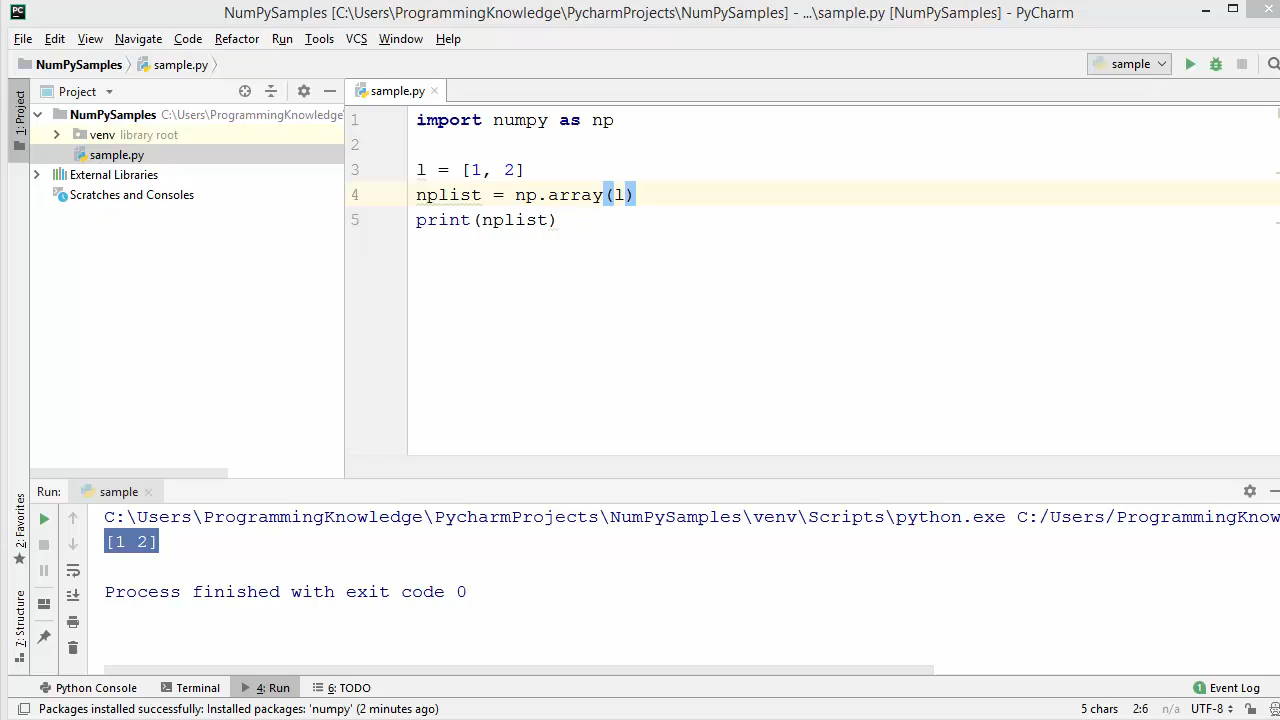 NumPySamples [C:\Users\ProgrammingKnowledge\PycharmProjects\NumPySamples] - ...\sample.py [NumPySamples] - PyCharm
File Edit View Navigate Code Refactor Run Tools VCS Window Help
NumPySamples sample.py sample
1: Project
Project
sample.py
NumPySamples C:\Users\ProgrammingKnowledge
venv library root
sample.py
External Libraries
Scratches and Consoles
1 import numpy as np
2
3 l = [1, 2]
4 nplist = np.array(l)
5 print(nplist)
Run: sample
C:\Users\ProgrammingKnowledge\PycharmProjects\NumPySamples\venv\Scripts\python.exe C:/Users/ProgrammingKnow
[1 2]
Process finished with exit code 0
2: Favorites
7: Structure
Python Console Terminal 4: Run 6: TODO 1 Event Log
Packages installed successfully: Installed packages: 'numpy' (2 minutes ago) 5 chars 2:6 n/a UTF-8